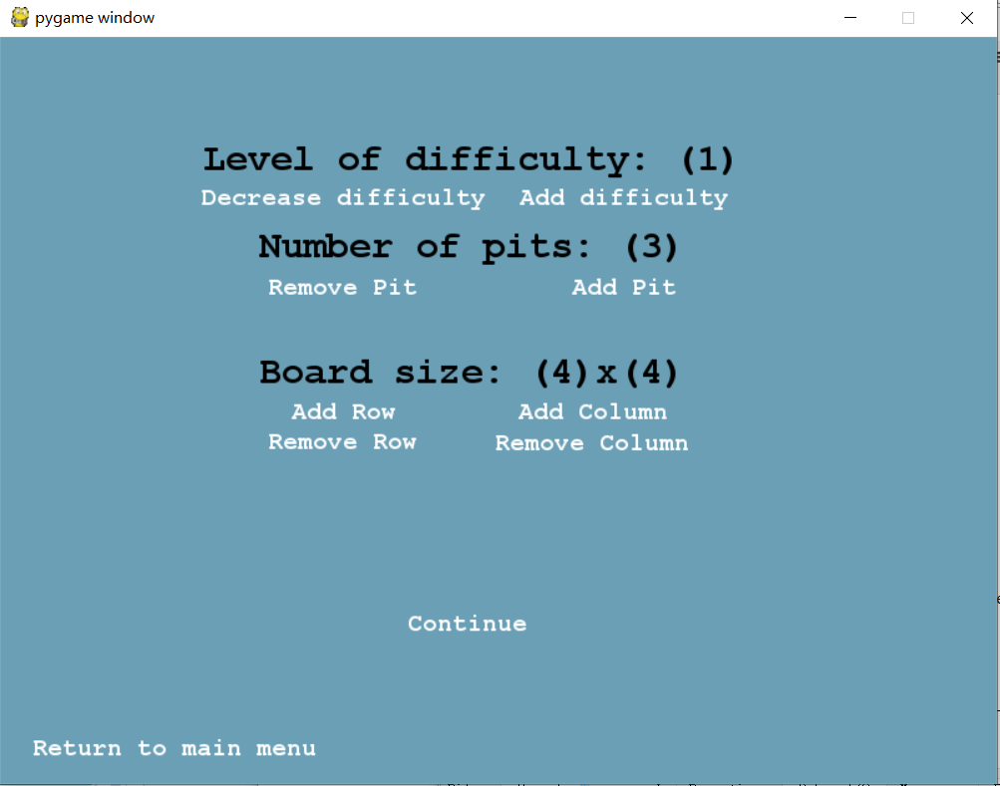 pygame window
Level of difficulty: (1)
Decrease difficulty Add difficulty
Number of pits: (3)
Remove Pit Add Pit
Board size: (4)x(4)
Add Row Add Column
Remove Row Remove Column
Continue
Return to main menu